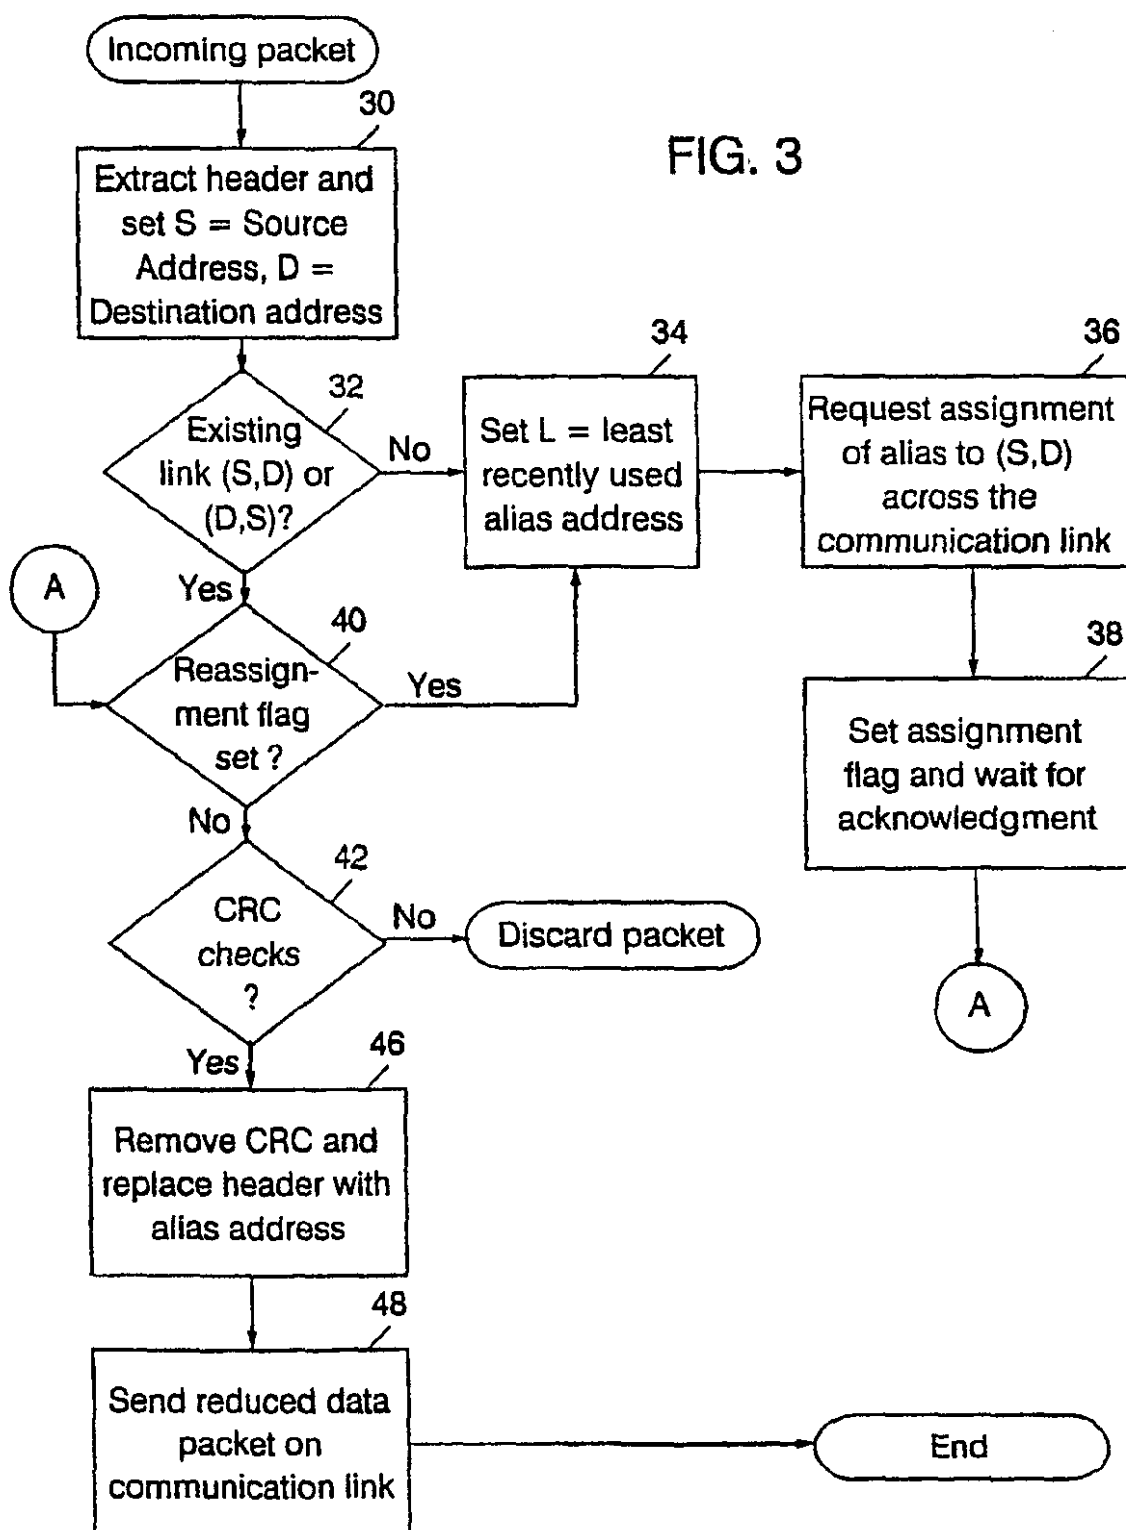 Incoming packet
30
FIG. 3
Extract header and
set S = Source
Address, D =
Destination address
32
Existing
link (S,D) or
(D,S)?
No
Yes
34
Set L = least
recently used
alias address
36
Request assignment
of alias to (S,D)
across the
communication link
A
40
Reassign-
ment flag
set ?
Yes
No
38
Set assignment
flag and wait for
acknowledgment
A
42
CRC
checks
?
No
Discard packet
Yes
46
Remove CRC and
replace header with
alias address
48
Send reduced data
packet on
communication link
End